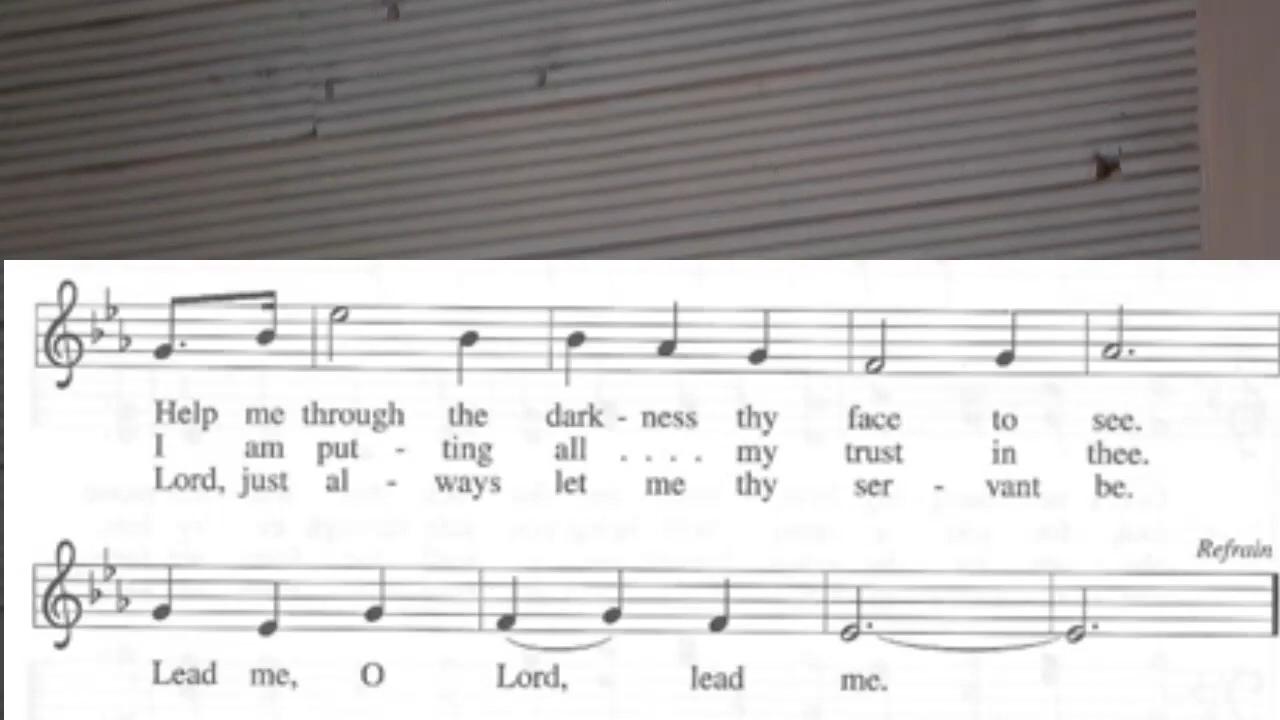 Help me through the dark - ness thy face to see.
I am put - ting all . . . . my trust in thee.
Lord, just al - ways let me thy ser - vant be.
Refrain
Lead me, O Lord, lead me.